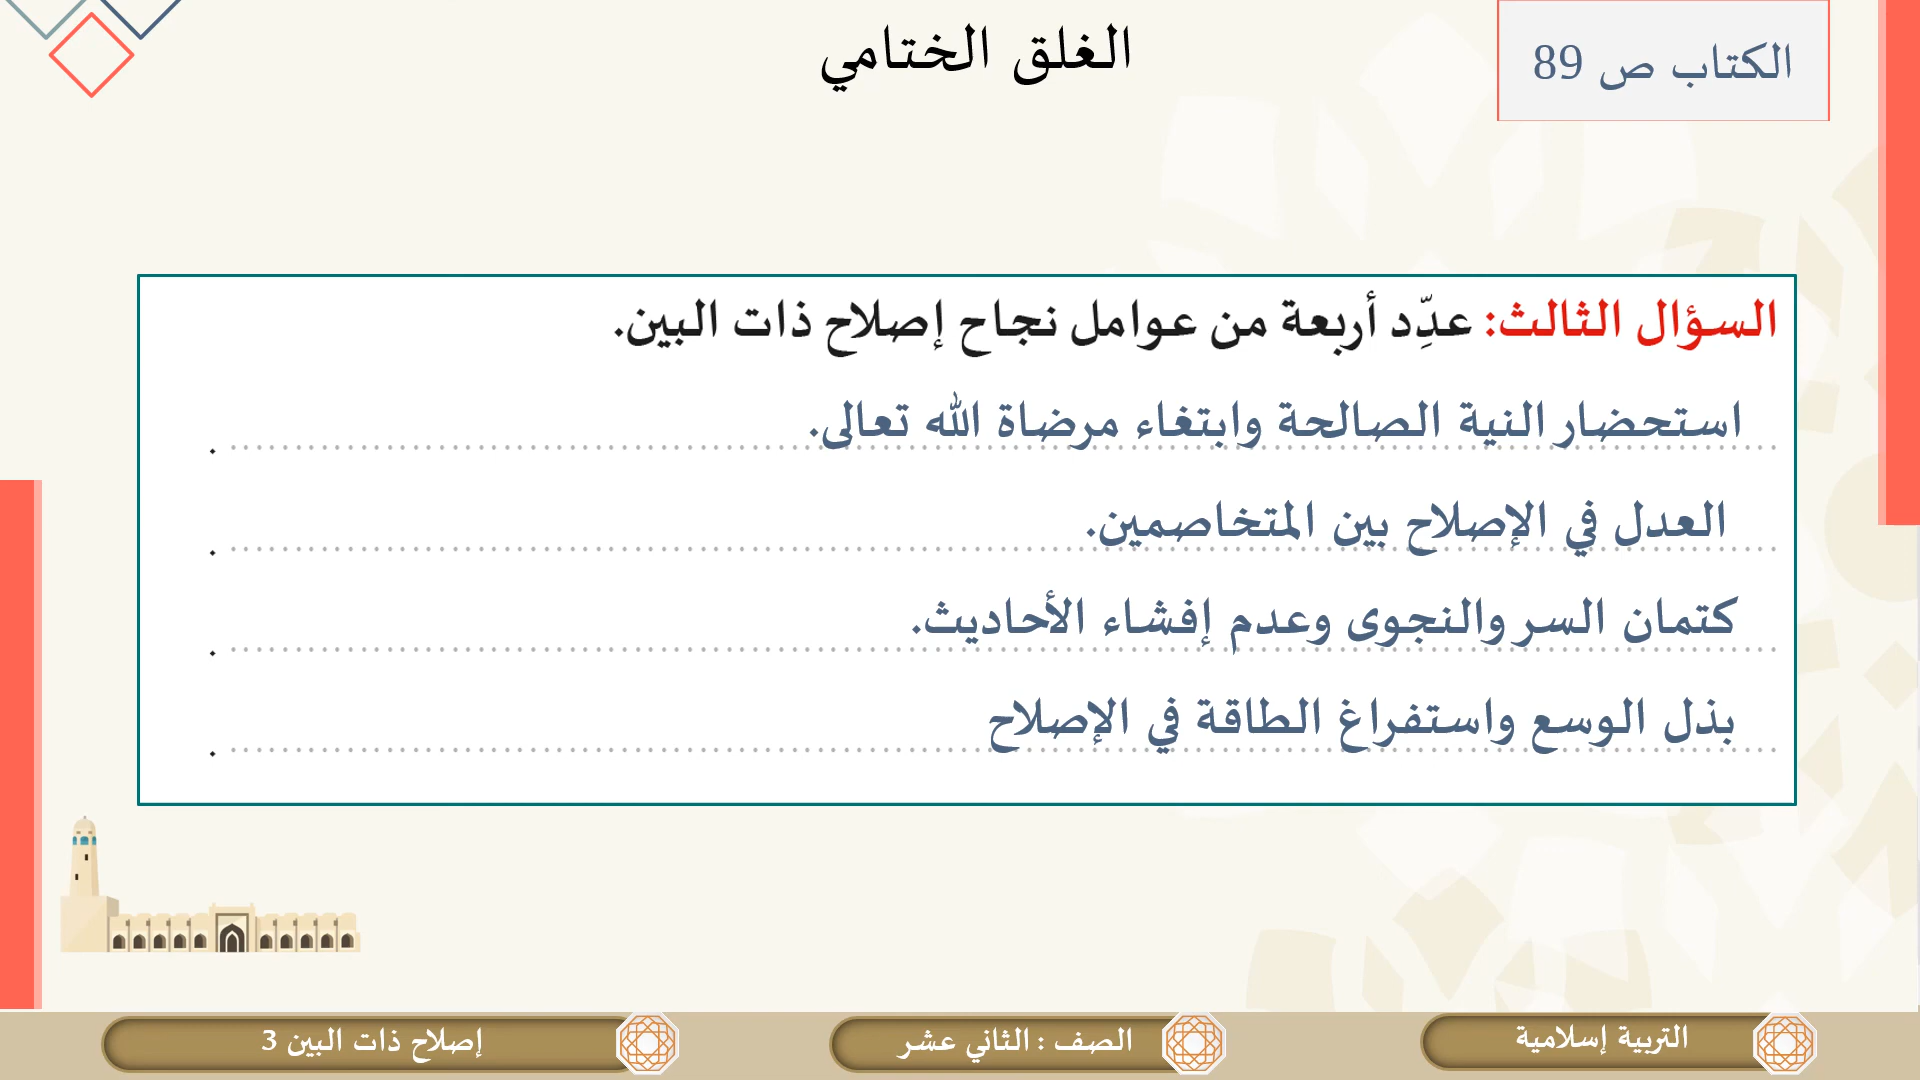 الغلق الختامي
الكتاب ص 89
السؤال الثالث: عدِّد أربعة من عوامل نجاح إصلاح ذات البين.
استحضار النية الصالحة وابتغاء مرضاة الله تعالى.
العدل في الإصلاح بين المتخاصمين.
كتمان السر والنجوى وعدم إفشاء الأحاديث.
بذل الوسع واستفراغ الطاقة في الإصلاح
التربية إسلامية
الصف : الثاني عشر
إصلاح ذات البين 3